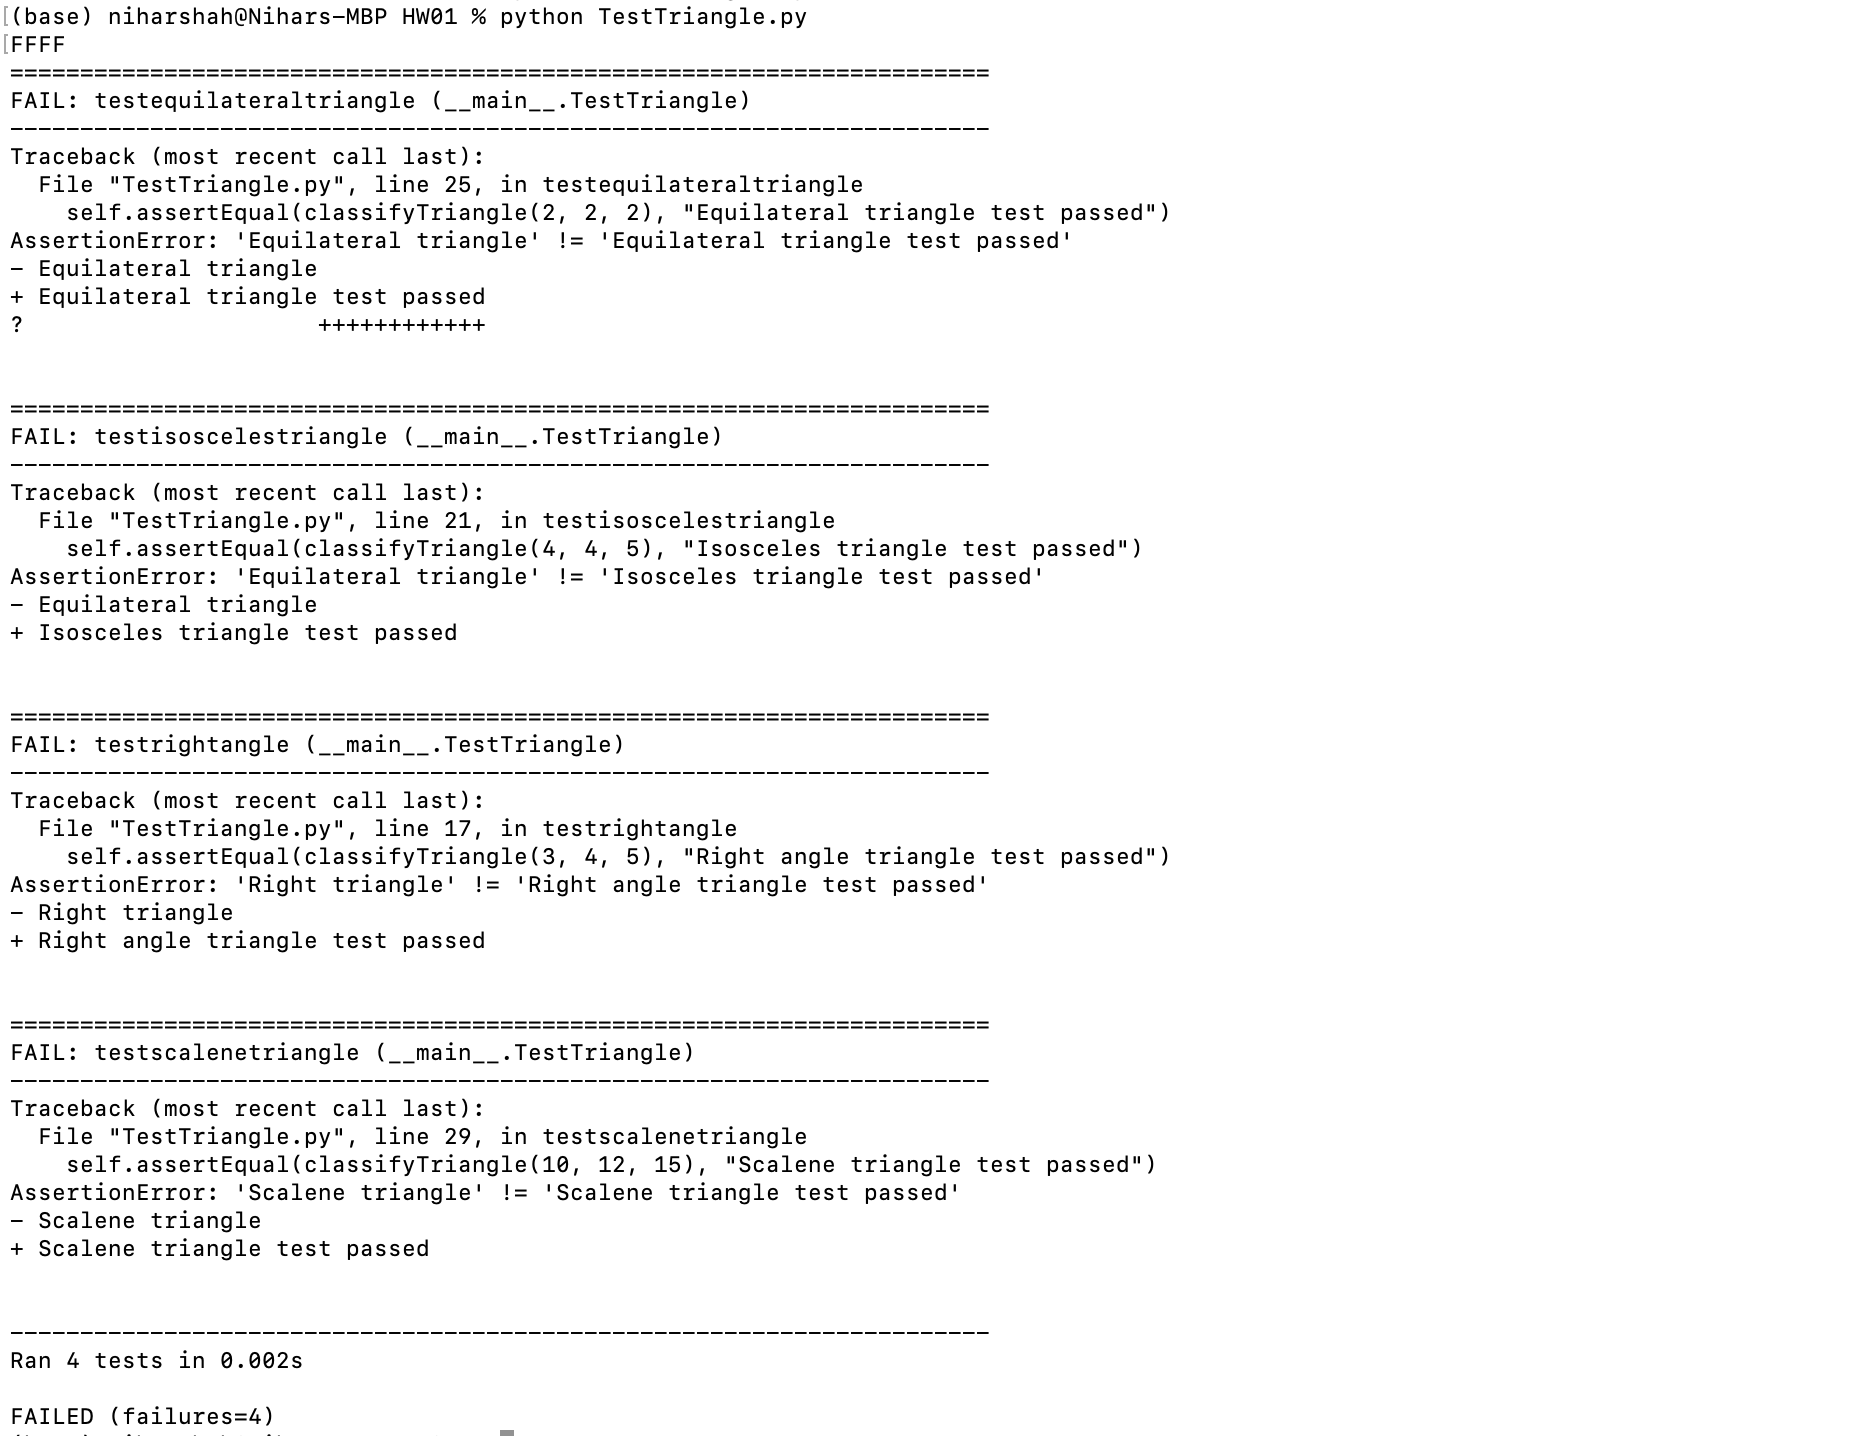 (base) niharshah@Nihars-MBP HW01 % python TestTriangle.py
FFFF
======================================================================
FAIL: testequilateraltriangle (__main__.TestTriangle)
----------------------------------------------------------------------
Traceback (most recent call last):
  File "TestTriangle.py", line 25, in testequilateraltriangle
    self.assertEqual(classifyTriangle(2, 2, 2), "Equilateral triangle test passed")
AssertionError: 'Equilateral triangle' != 'Equilateral triangle test passed'
- Equilateral triangle
+ Equilateral triangle test passed
?                     ++++++++++++
======================================================================
FAIL: testisoscelestriangle (__main__.TestTriangle)
----------------------------------------------------------------------
Traceback (most recent call last):
  File "TestTriangle.py", line 21, in testisoscelestriangle
    self.assertEqual(classifyTriangle(4, 4, 5), "Isosceles triangle test passed")
AssertionError: 'Equilateral triangle' != 'Isosceles triangle test passed'
- Equilateral triangle
+ Isosceles triangle test passed
======================================================================
FAIL: testrightangle (__main__.TestTriangle)
----------------------------------------------------------------------
Traceback (most recent call last):
  File "TestTriangle.py", line 17, in testrightangle
    self.assertEqual(classifyTriangle(3, 4, 5), "Right angle triangle test passed")
AssertionError: 'Right triangle' != 'Right angle triangle test passed'
- Right triangle
+ Right angle triangle test passed
======================================================================
FAIL: testscalenetriangle (__main__.TestTriangle)
----------------------------------------------------------------------
Traceback (most recent call last):
  File "TestTriangle.py", line 29, in testscalenetriangle
    self.assertEqual(classifyTriangle(10, 12, 15), "Scalene triangle test passed")
AssertionError: 'Scalene triangle' != 'Scalene triangle test passed'
- Scalene triangle
+ Scalene triangle test passed
----------------------------------------------------------------------
Ran 4 tests in 0.002s
FAILED (failures=4)